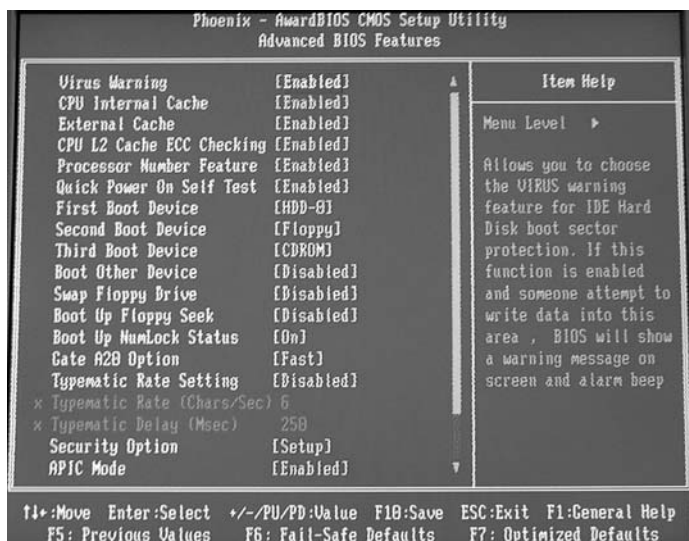 Phoenix - AwardBIOS CMOS Setup Utility
Advanced BIOS Features
Virus Warning [Enabled]
CPU Internal Cache [Enabled]
External Cache [Enabled]
CPU L2 Cache ECC Checking [Enabled]
Processor Number Feature [Enabled]
Quick Power On Self Test [Enabled]
First Boot Device [HDD-0]
Second Boot Device [Floppy]
Third Boot Device [CDROM]
Boot Other Device [Disabled]
Swap Floppy Drive [Disabled]
Boot Up Floppy Seek [Disabled]
Boot Up NumLock Status [On]
Gate A20 Option [Fast]
Typematic Rate Setting [Disabled]
x Typematic Rate (Chars/Sec) 6
x Typematic Delay (Msec) 250
Security Option [Setup]
APIC Mode [Enabled]
Item Help
Menu Level ▶
Allows you to choose
the VIRUS warning
feature for IDE Hard
Disk boot sector
protection. If this
function is enabled
and someone attempt to
write data into this
area , BIOS will show
a warning message on
screen and alarm beep
↑↓←:Move Enter:Select +/-/PU/PD:Value F10:Save ESC:Exit F1:General Help
F5: Previous Values F6: Fail-Safe Defaults F7: Optimized Defaults